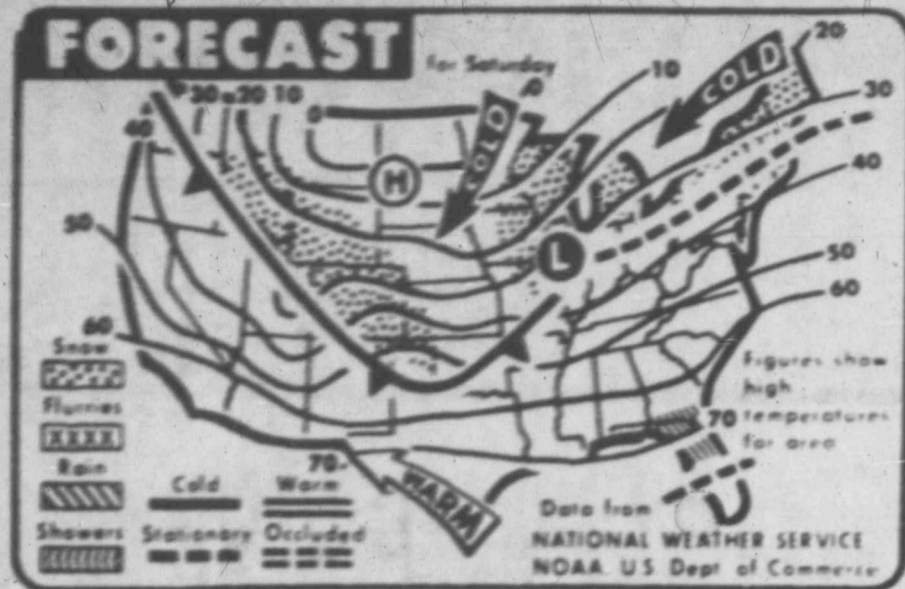 FORECAST
for Saturday
0
10
20
COLD
COLD
30
20
10
0
30
40
H
40
50
L
50
60
60
Snow
Flurries
XXXX
Rain
Showers
Cold
Warm
Stationary
Occluded
70
WARM
Figures show
high
70 temperatures
for area
Data from
NATIONAL WEATHER SERVICE
NOAA U S Dept of Commerce